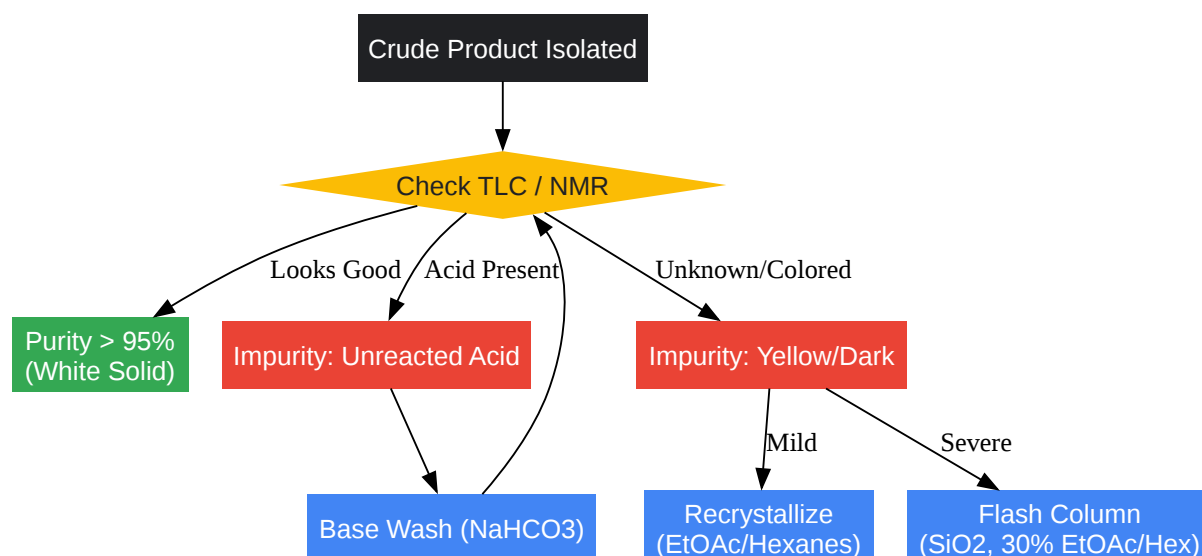 Crude Product Isolated
Check TLC / NMR
Looks Good
Acid Present
Unknown/Colored
Purity > 95%
(White Solid)
Impurity: Unreacted Acid
Impurity: Yellow/Dark
Mild
Severe
Base Wash (NaHCO3)
Recrystallize
(EtOAc/Hexanes)
Flash Column
(SiO2, 30% EtOAc/Hex)